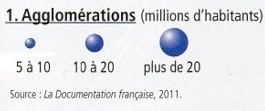 1. Agglomérations (millions d'habitants)
5 à 10 10 à 20 plus de 20
Source : La Documentation française, 2011.